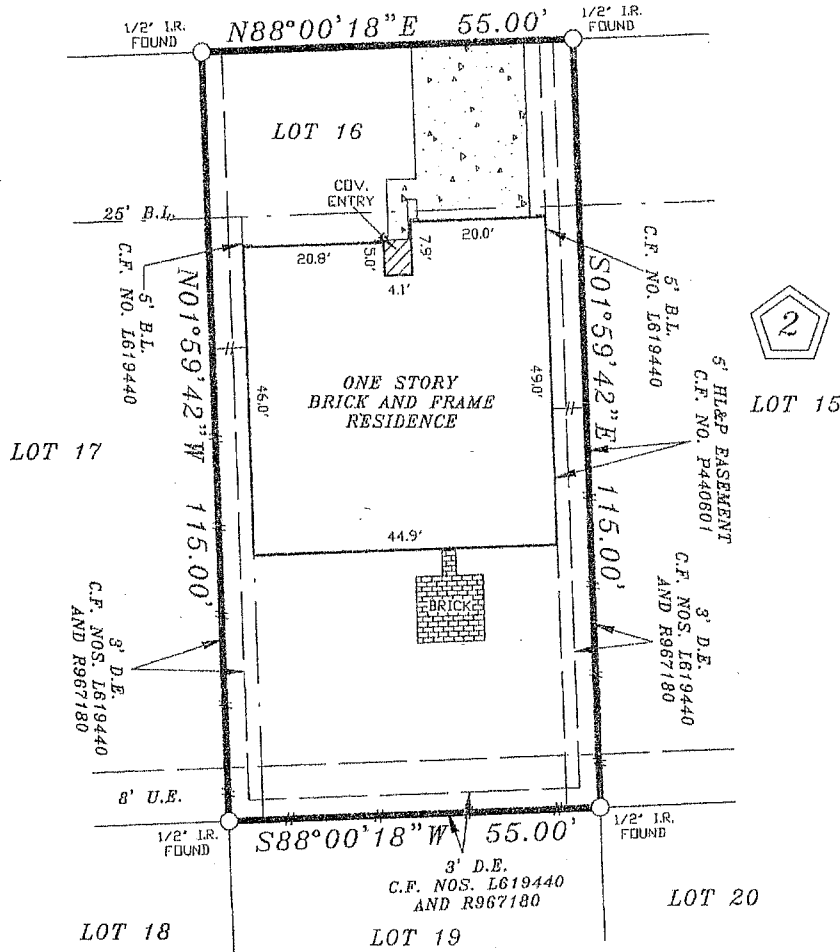 1/2" I.R.
FOUND
N88°00'18"E 55.00'
1/2" I.R.
FOUND
LOT 16
COV.
ENTRY
25' B.L.
5' B.L.
C.F. NO. L619440
20.8'
5.0'
4.1'
7.9'
20.0'
5' B.L.
C.F. NO. L619440
2
LOT 15
N01°59'42"W 115.00'
46.0'
ONE STORY
BRICK AND FRAME
RESIDENCE
49.0'
S01°59'42"E 115.00'
5' HL&P EASEMENT
C.F. NO. P440601
LOT 17
44.9'
BRICK
3' D.E.
C.F. NOS. L619440
AND R967180
3' D.E.
C.F. NOS. L619440
AND R967180
8' U.E.
1/2" I.R.
FOUND
S88°00'18"W 55.00'
1/2" I.R.
FOUND
3' D.E.
C.F. NOS. L619440
AND R967180
LOT 18
LOT 19
LOT 20